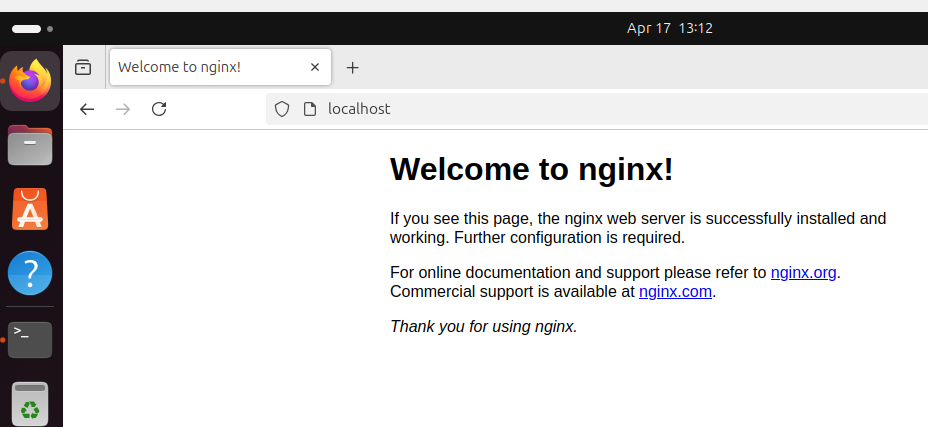 Apr 17 13:12
Welcome to nginx!
localhost
Welcome to nginx!
If you see this page, the nginx web server is successfully installed and
working. Further configuration is required.
For online documentation and support please refer to nginx.org.
Commercial support is available at nginx.com.
Thank you for using nginx.
>_